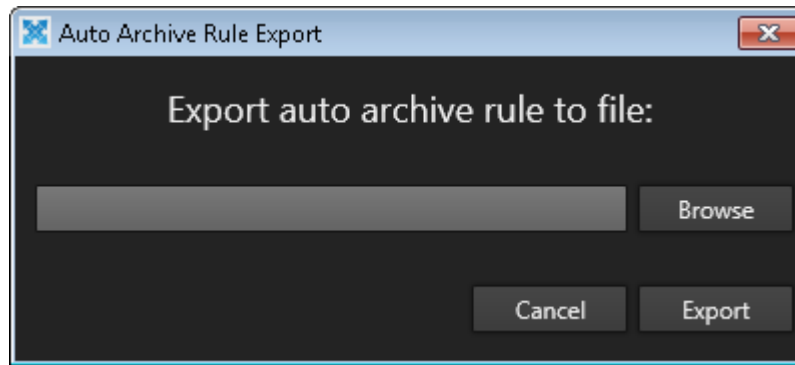 Auto Archive Rule Export
Export auto archive rule to file:
Browse
Cancel
Export